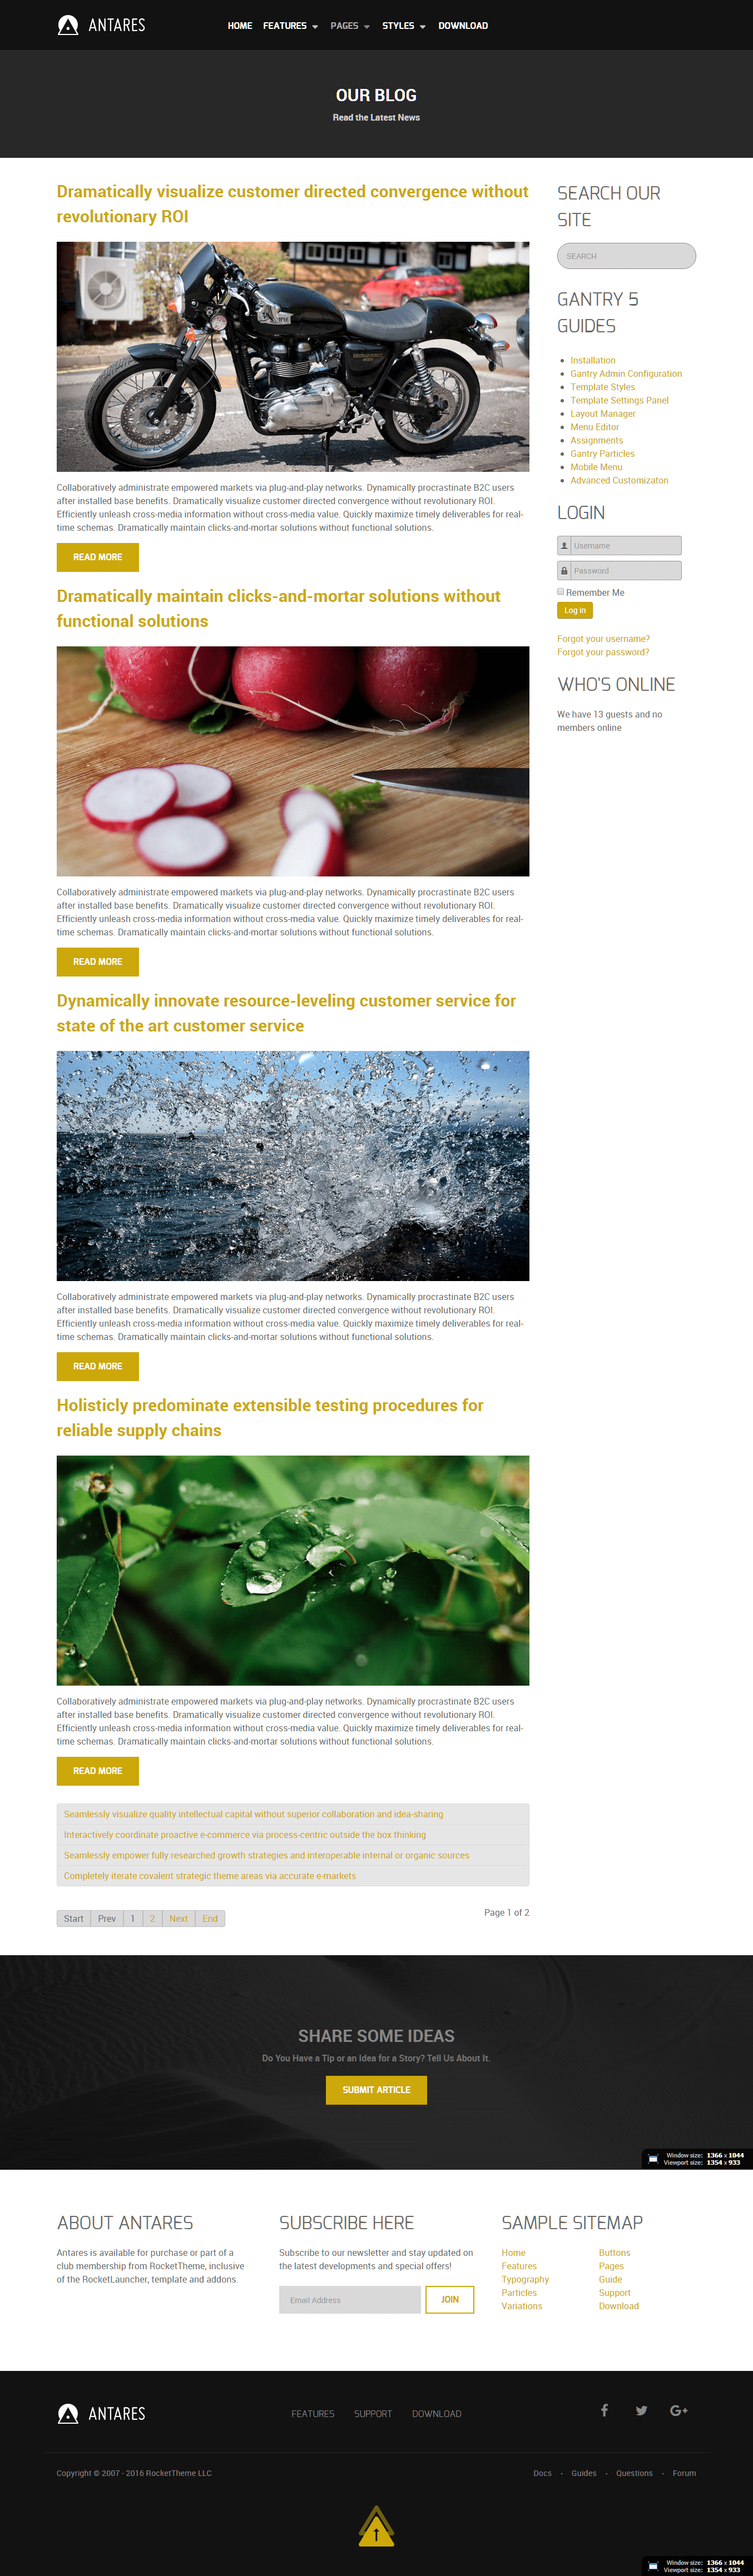 ANTARES
HOME FEATURES PAGES STYLES DOWNLOAD
OUR BLOG
Read the Latest News
Dramatically visualize customer directed convergence without
revolutionary ROI
Collaboratively administrate empowered markets via plug-and-play networks. Dynamically procrastinate B2C users
after installed base benefits. Dramatically visualize customer directed convergence without revolutionary ROI.
Efficiently unleash cross-media information without cross-media value. Quickly maximize timely deliverables for real-
time schemas. Dramatically maintain clicks-and-mortar solutions without functional solutions.
READ MORE
Dramatically maintain clicks-and-mortar solutions without
functional solutions
Collaboratively administrate empowered markets via plug-and-play networks. Dynamically procrastinate B2C users
after installed base benefits. Dramatically visualize customer directed convergence without revolutionary ROI.
Efficiently unleash cross-media information without cross-media value. Quickly maximize timely deliverables for real-
time schemas. Dramatically maintain clicks-and-mortar solutions without functional solutions.
READ MORE
Dynamically innovate resource-leveling customer service for
state of the art customer service
Collaboratively administrate empowered markets via plug-and-play networks. Dynamically procrastinate B2C users
after installed base benefits. Dramatically visualize customer directed convergence without revolutionary ROI.
Efficiently unleash cross-media information without cross-media value. Quickly maximize timely deliverables for real-
time schemas. Dramatically maintain clicks-and-mortar solutions without functional solutions.
READ MORE
Holisticly predominate extensible testing procedures for
reliable supply chains
Collaboratively administrate empowered markets via plug-and-play networks. Dynamically procrastinate B2C users
after installed base benefits. Dramatically visualize customer directed convergence without revolutionary ROI.
Efficiently unleash cross-media information without cross-media value. Quickly maximize timely deliverables for real-
time schemas. Dramatically maintain clicks-and-mortar solutions without functional solutions.
READ MORE
Seamlessly visualize quality intellectual capital without superior collaboration and idea-sharing
Interactively coordinate proactive e-commerce via process-centric outside the box thinking
Seamlessly empower fully researched growth strategies and interoperable internal or organic sources
Completely iterate covalent strategic theme areas via accurate e-markets
Start Prev 1 2 Next End
Page 1 of 2
SEARCH OUR
SITE
SEARCH
GANTRY 5
GUIDES
Installation
Gantry Admin Configuration
Template Styles
Template Settings Panel
Layout Manager
Menu Editor
Assignments
Gantry Particles
Mobile Menu
Advanced Customizaton
LOGIN
Username
Password
Remember Me
Log in
Forgot your username?
Forgot your password?
WHO'S ONLINE
We have 13 guests and no
members online
SHARE SOME IDEAS
Do You Have a Tip or an Idea for a Story? Tell Us About It.
SUBMIT ARTICLE
Window size: 1366 x 1044
Viewport size: 1354 x 933
ABOUT ANTARES
Antares is available for purchase or part of a
club membership from RocketTheme, inclusive
of the RocketLauncher, template and addons.
SUBSCRIBE HERE
Subscribe to our newsletter and stay updated on
the latest developments and special offers!
Email Address JOIN
SAMPLE SITEMAP
Home
Features
Typography
Particles
Variations
Buttons
Pages
Guide
Support
Download
ANTARES
FEATURES SUPPORT DOWNLOAD
Copyright © 2007 - 2016 RocketTheme LLC
Docs · Guides · Questions · Forum
Window size: 1366 x 1044
Viewport size: 1354 x 933